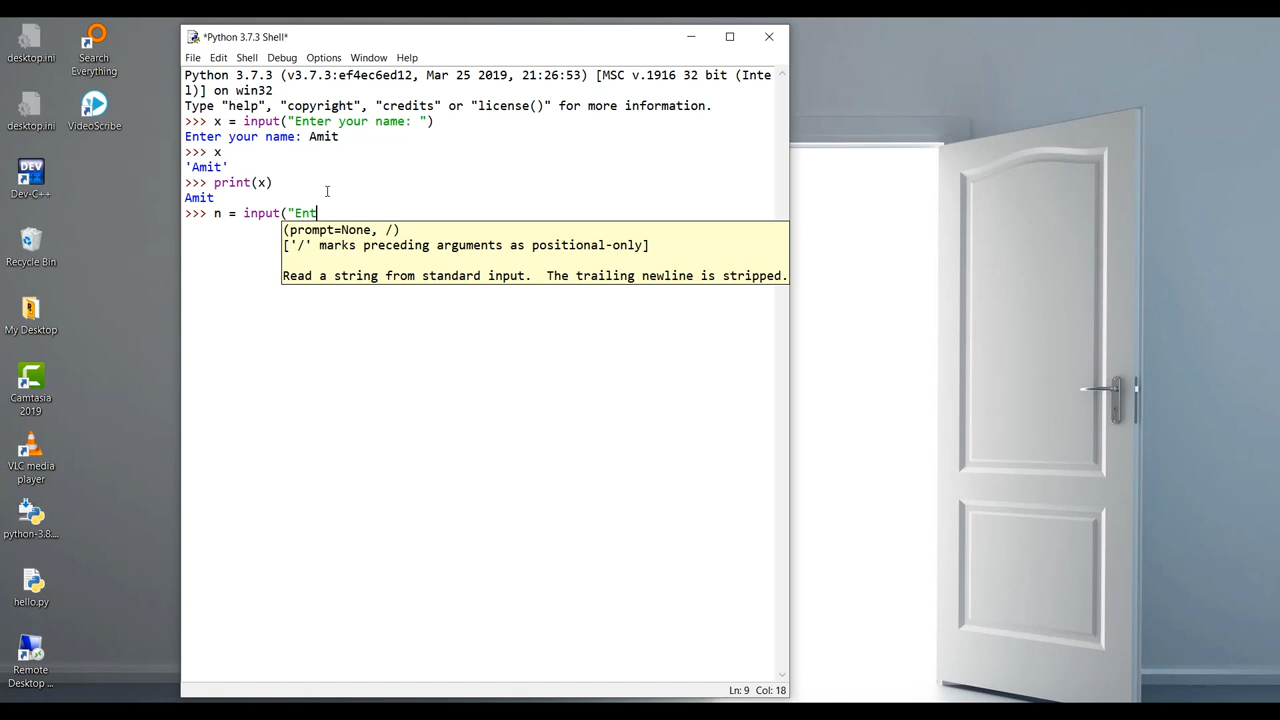 *Python 3.7.3 Shell*
File Edit Shell Debug Options Window Help
Python 3.7.3 (v3.7.3:ef4ec6ed12, Mar 25 2019, 21:26:53) [MSC v.1916 32 bit (Inte
l)] on win32
Type "help", "copyright", "credits" or "license()" for more information.
>>> x = input("Enter your name: ")
Enter your name: Amit
>>> x
'Amit'
>>> print(x)
Amit
>>> n = input("Ent
(prompt=None, /)
['/' marks preceding arguments as positional-only]
Read a string from standard input.  The trailing newline is stripped.
Ln: 9 Col: 18
desktop.ini
Search
Everything
desktop.ini
VideoScribe
DEV
Dev-C++
Recycle Bin
My Desktop
Camtasia
2019
VLC media
player
python-3.8....
hello.py
Remote
Desktop ...